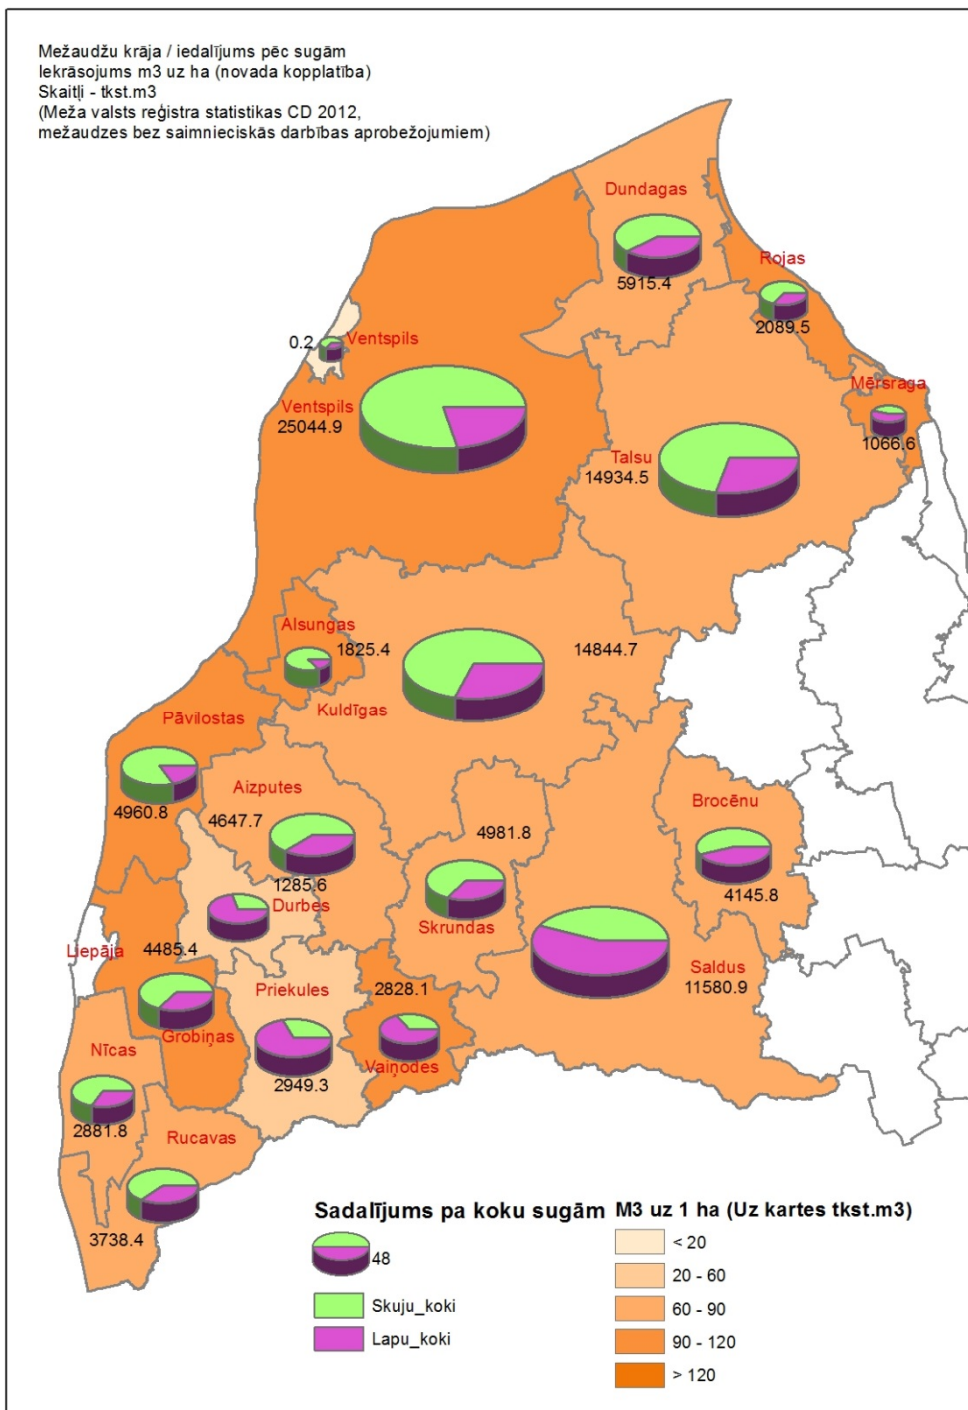 Mežaudžu krāja / iedalījums pēc sugām
Iekrāsojums m3 uz ha (novada kopplatība)
Skaitļi - tkst.m3
(Meža valsts reģistra statistikas CD 2012,
mežaudzes bez saimnieciskās darbības aprobežojumiem)
Dundagas
5915.4
Rojas
2089.5
0.2
Ventspils
Mērsraga
1066.6
Ventspils
25044.9
Talsu
14934.5
Alsungas
1825.4
14844.7
Kuldīgas
Pāvilostas
4960.8
Aizputes
4647.7
Brocēnu
4145.8
4981.8
Skrundas
1285.6
Durbes
Liepāja
4485.4
Grobiņas
Priekules
2949.3
2828.1
Vaiņodes
Saldus
11580.9
Nīcas
2881.8
Rucavas
3738.4
Sadalījums pa koku sugām
48
Skuju_koki
Lapu_koki
M3 uz 1 ha (Uz kartes tkst.m3)
< 20
20 - 60
60 - 90
90 - 120
> 120